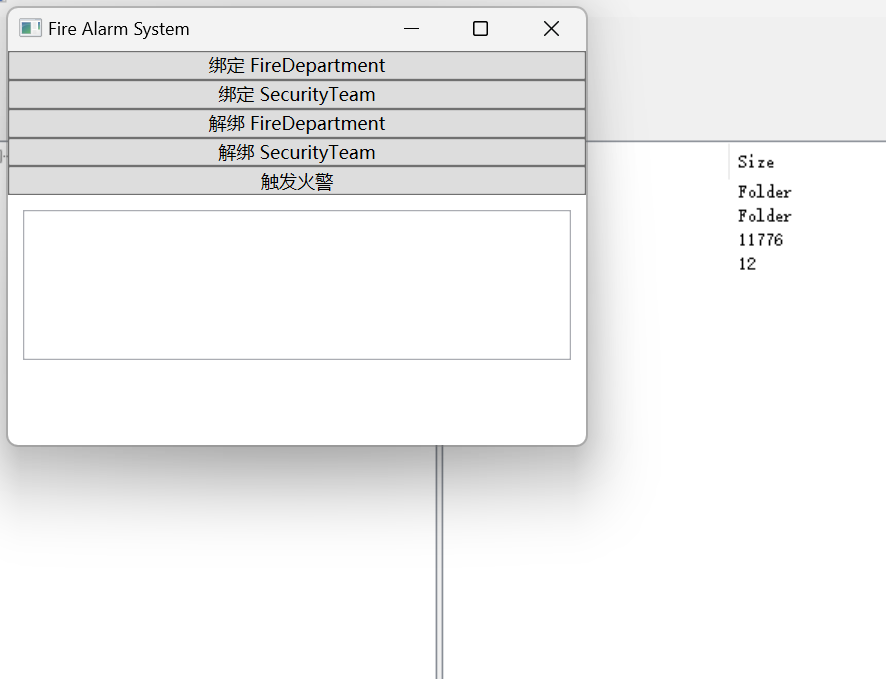 Fire Alarm System
绑定 FireDepartment
绑定 SecurityTeam
解绑 FireDepartment
解绑 SecurityTeam
触发火警
Size
Folder
Folder
11776
12